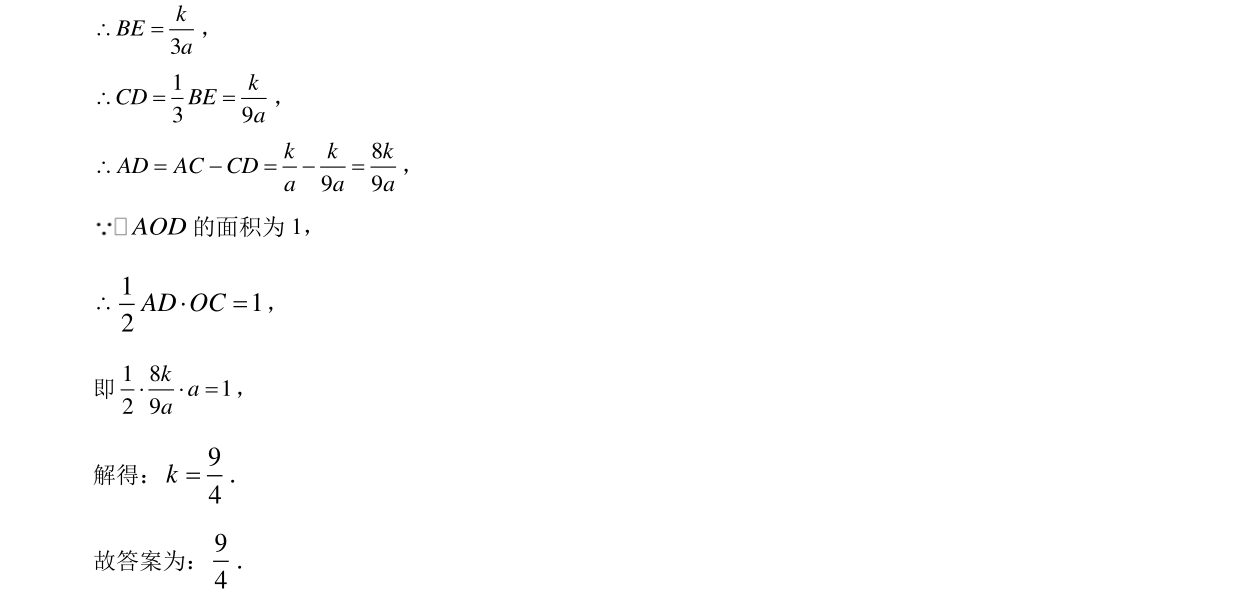 ∴BE=k/3a，
∴CD=1/3 BE=k/9a，
∴AD=AC−CD=k/a−k/9a=8k/9a，
∵□AOD 的面积为 1，
∴1/2 AD·OC=1，
即 1/2·8k/9a·a=1，
解得：k=9/4．
故答案为：9/4．